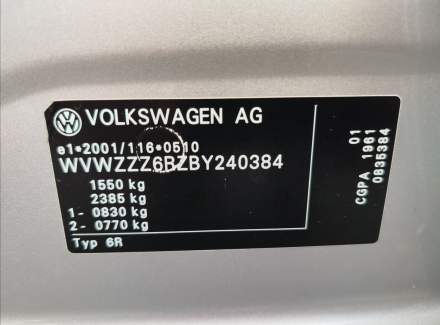 VOLKSWAGEN AG
e1*2001/116*0510
WVWZZZ6RZBY240384
1550 kg
2385 kg
1- 0830 kg
2- 0770 kg
Typ 6R
01
CGPA 1961
0835384